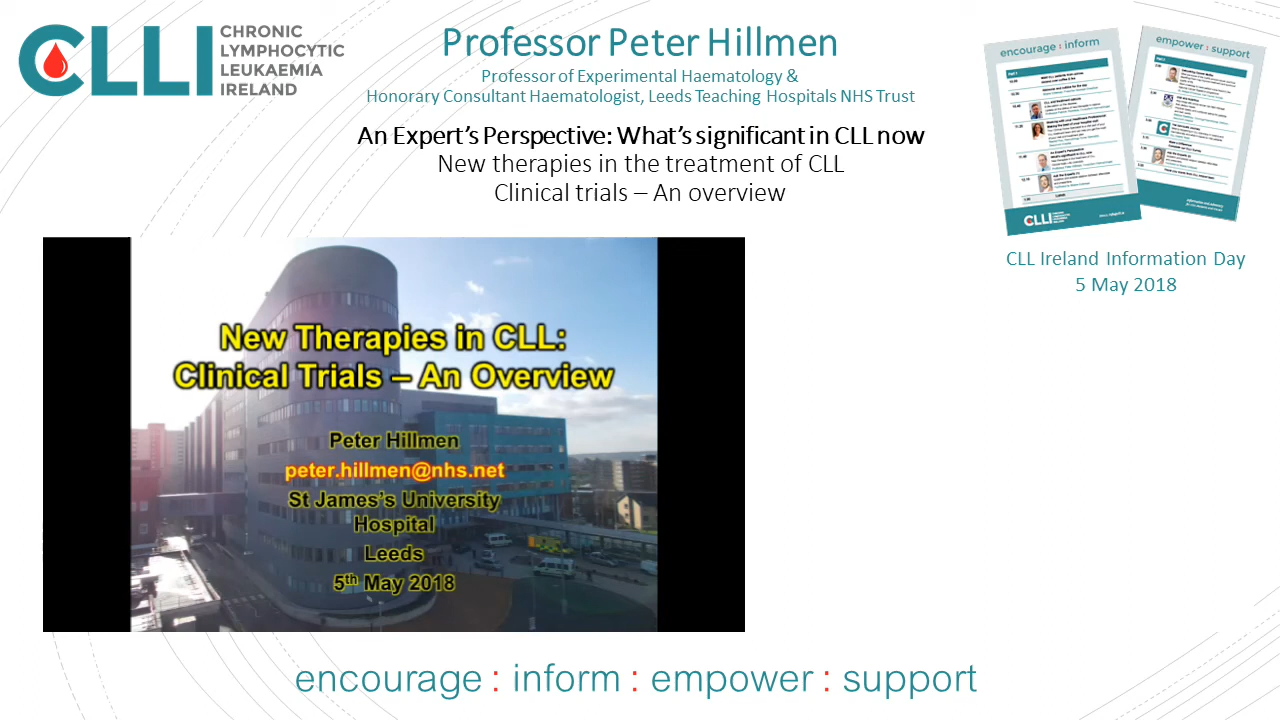 CLLI CHRONIC
LYMPHOCYTIC
LEUKAEMIA
IRELAND
Professor Peter Hillmen
Professor of Experimental Haematology &
Honorary Consultant Haematologist, Leeds Teaching Hospitals NHS Trust
An Expert's Perspective: What's significant in CLL now
New therapies in the treatment of CLL
Clinical trials – An overview
encourage : inform
empower : support
CLLI
CLL Ireland Information Day
5 May 2018
New Therapies in CLL:
Clinical Trials – An Overview
Peter Hillmen
peter.hillmen@nhs.net
St James's University
Hospital
Leeds
5th May 2018
encourage : inform : empower : support